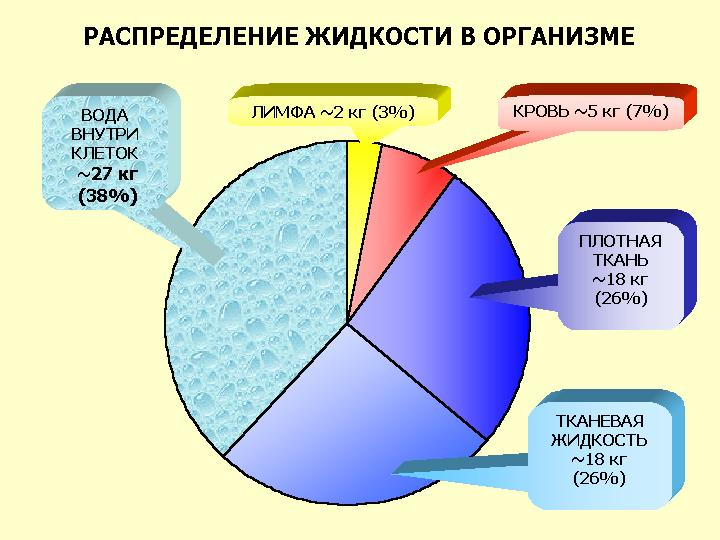 РАСПРЕДЕЛЕНИЕ ЖИДКОСТИ В ОРГАНИЗМЕ
ВОДА
ВНУТРИ
КЛЕТОК
~27 кг
(38%)
ЛИМФА ~2 кг (3%)
КРОВЬ ~5 кг (7%)
ПЛОТНАЯ
ТКАНЬ
~18 кг
(26%)
ТКАНЕВАЯ
ЖИДКОСТЬ
~18 кг
(26%)